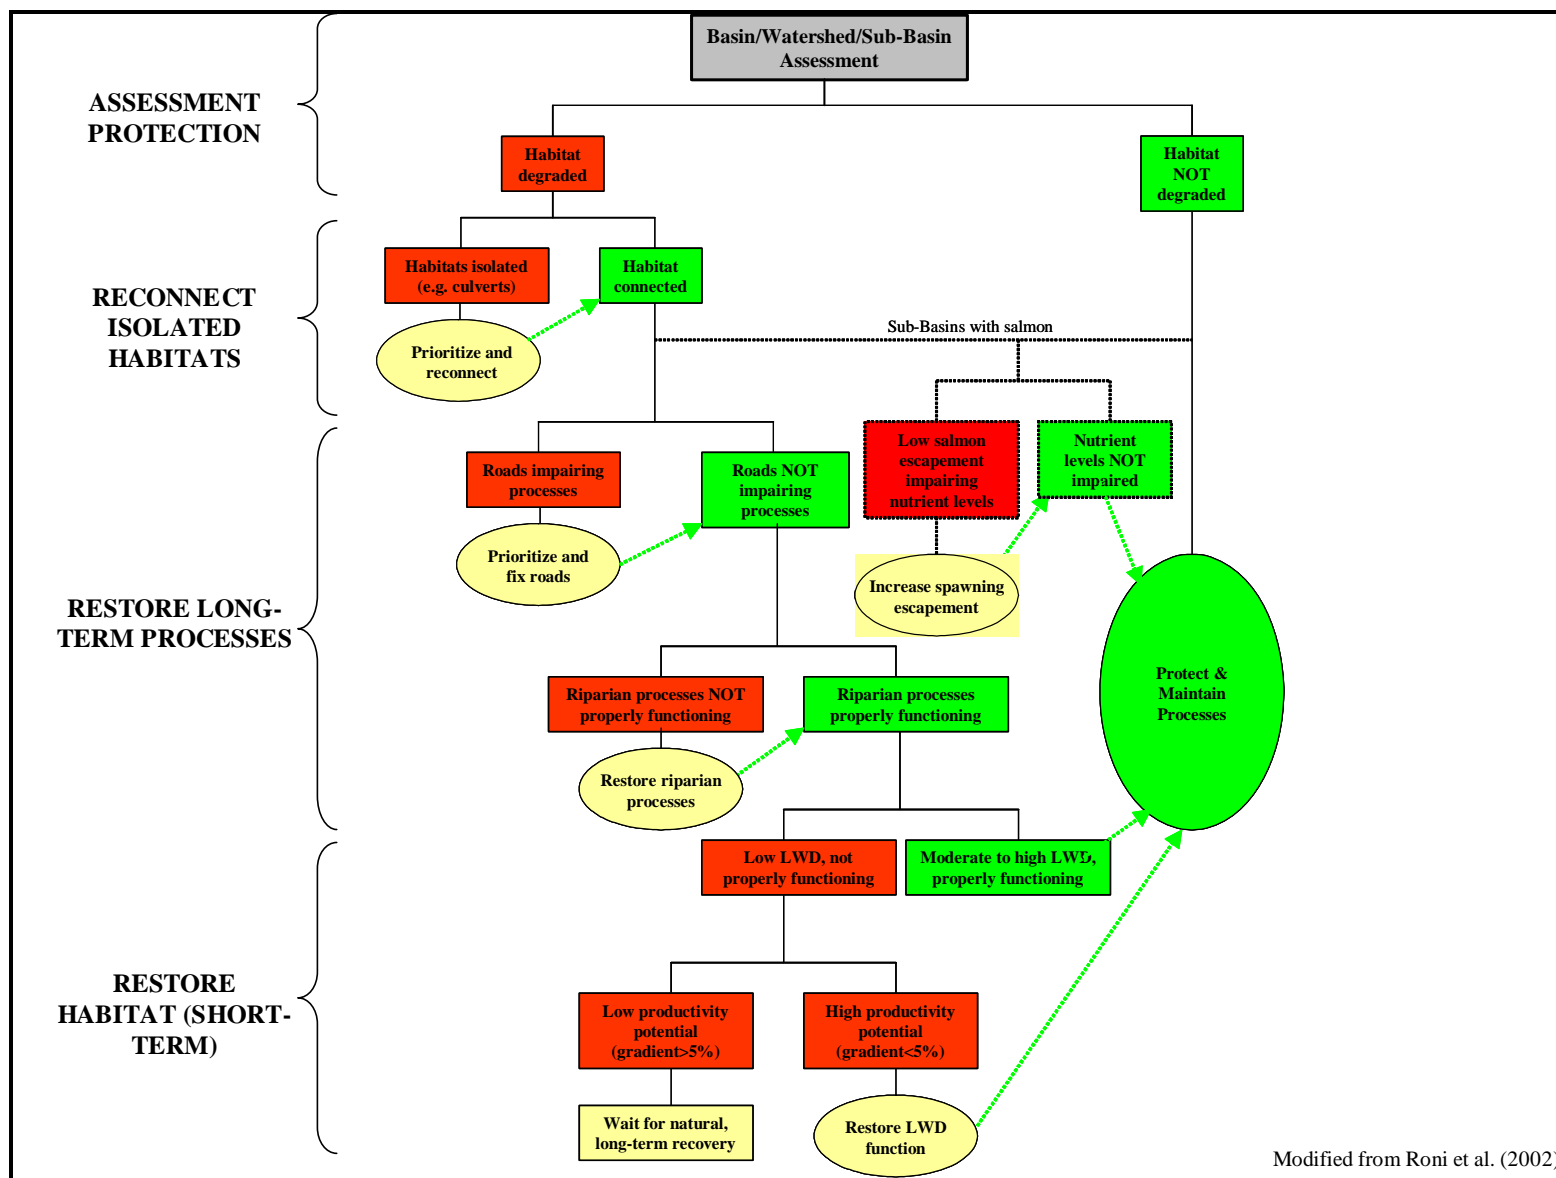 Basin/Watershed/Sub-Basin
Assessment
ASSESSMENT
PROTECTION
Habitat
degraded
Habitat
NOT
degraded
RECONNECT
ISOLATED
HABITATS
Habitats isolated
(e.g. culverts)
Habitat
connected
Prioritize and
reconnect
Sub-Basins with salmon
RESTORE LONG-
TERM PROCESSES
Roads impairing
processes
Roads NOT
impairing
processes
Low salmon
escapement
impairing
nutrient levels
Nutrient
levels NOT
impaired
Prioritize and
fix roads
Increase spawning
escapement
Riparian processes NOT
properly functioning
Riparian processes
properly functioning
Protect &
Maintain
Processes
Restore riparian
processes
RESTORE
HABITAT (SHORT-
TERM)
Low LWD, not
properly functioning
Moderate to high LWD,
properly functioning
Low productivity
potential
(gradient>5%)
High productivity
potential
(gradient<5%)
Wait for natural,
long-term recovery
Restore LWD
function
Modified from Roni et al. (2002)